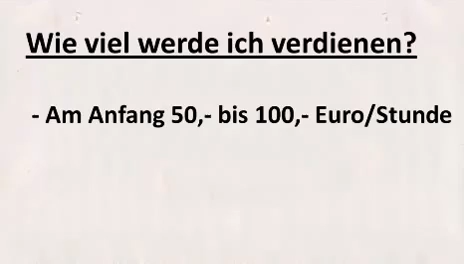 Wie viel werde ich verdienen?
- Am Anfang 50,- bis 100,- Euro/Stunde